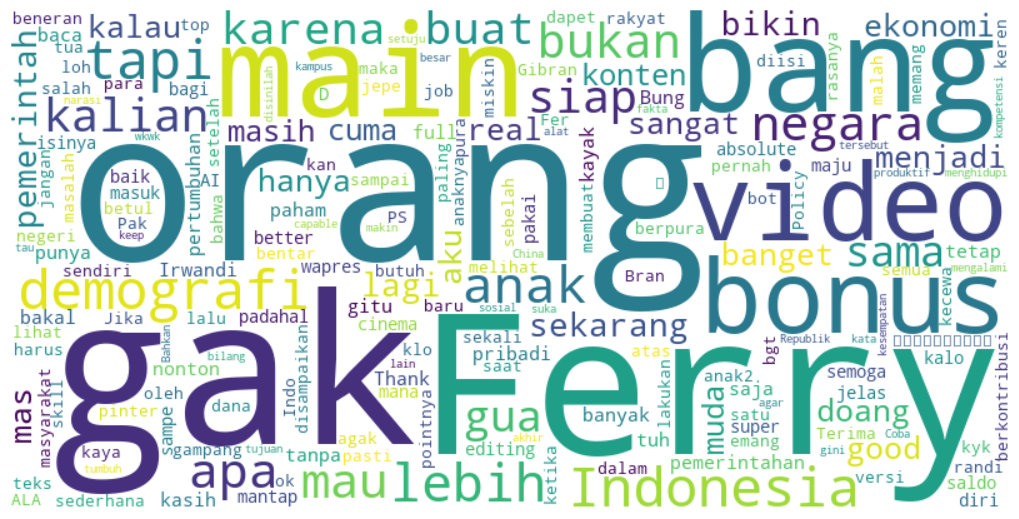 beneran
baca
kalau
top
karena
setuju
buat
besar
bukan
dapet
rakyat
bikin
diisi
ekonomi
keren
pemerintah
tua
loh
tapi
narasi
main
kampus
disinilah
D
jepe
maka
job
miskin
Gibran
konten
rasanya
malah
memang
kompetensi
bang
salah
para
bagi
siap
Bung
kalian
wkwk
setelah
masih
cuma
full
real
Fer
alat
sangat
fakta
negara
tersebut
isinya
jangan
masalah
baik
masuk
AI
betul
Pak
keep
pertumbuhan
bahwa
orang
kan
hanya
sampai
paham
PS
capable
makin
better
bentar
paling
anaknya
pura
kayak
pernah
absolute
maju
menjadi
produktif
menghidupi
sebelah
pakai
membuat
bot
Policy
berpura
video
negeri
tau
punya
sendiri
Irwandi
wapres
butuh
melihat
aku
China
Bran
banget
sama
tetap
semua
mengalami
kecewa
demografi
lagi
anak
bonus
bakal
Jika
lalu
padahal
gitu
baru
sosial
suka
sekarang
lihat
harus
Bahkan
bilang
cinema
klo
sekali
pribadi
saat
atas
Republik
kata
kesempatan
kalo
berkontribusi
nonton
gak
Thank
lain
mana
Ferry
anak2
agar
semoga
jelas
mas
masyarakat
skill
pinter
oleh
sampe
dana
Indo
disampaikan
pointnya
gua
banyak
lakukan
muda
saja
satu
super
doang
gampang
agak
editing
akhir
tuh
emang
Terima
gini
Coba
good
kyk
kaya
tumbuh
tujuan
tanpa
pasti
ketika
dalam
pemerintahan
versi
randi
saldo
teks
ALA
sederhana
kasih
apa
ok
mantap
mau
lebih
Indonesia
diri